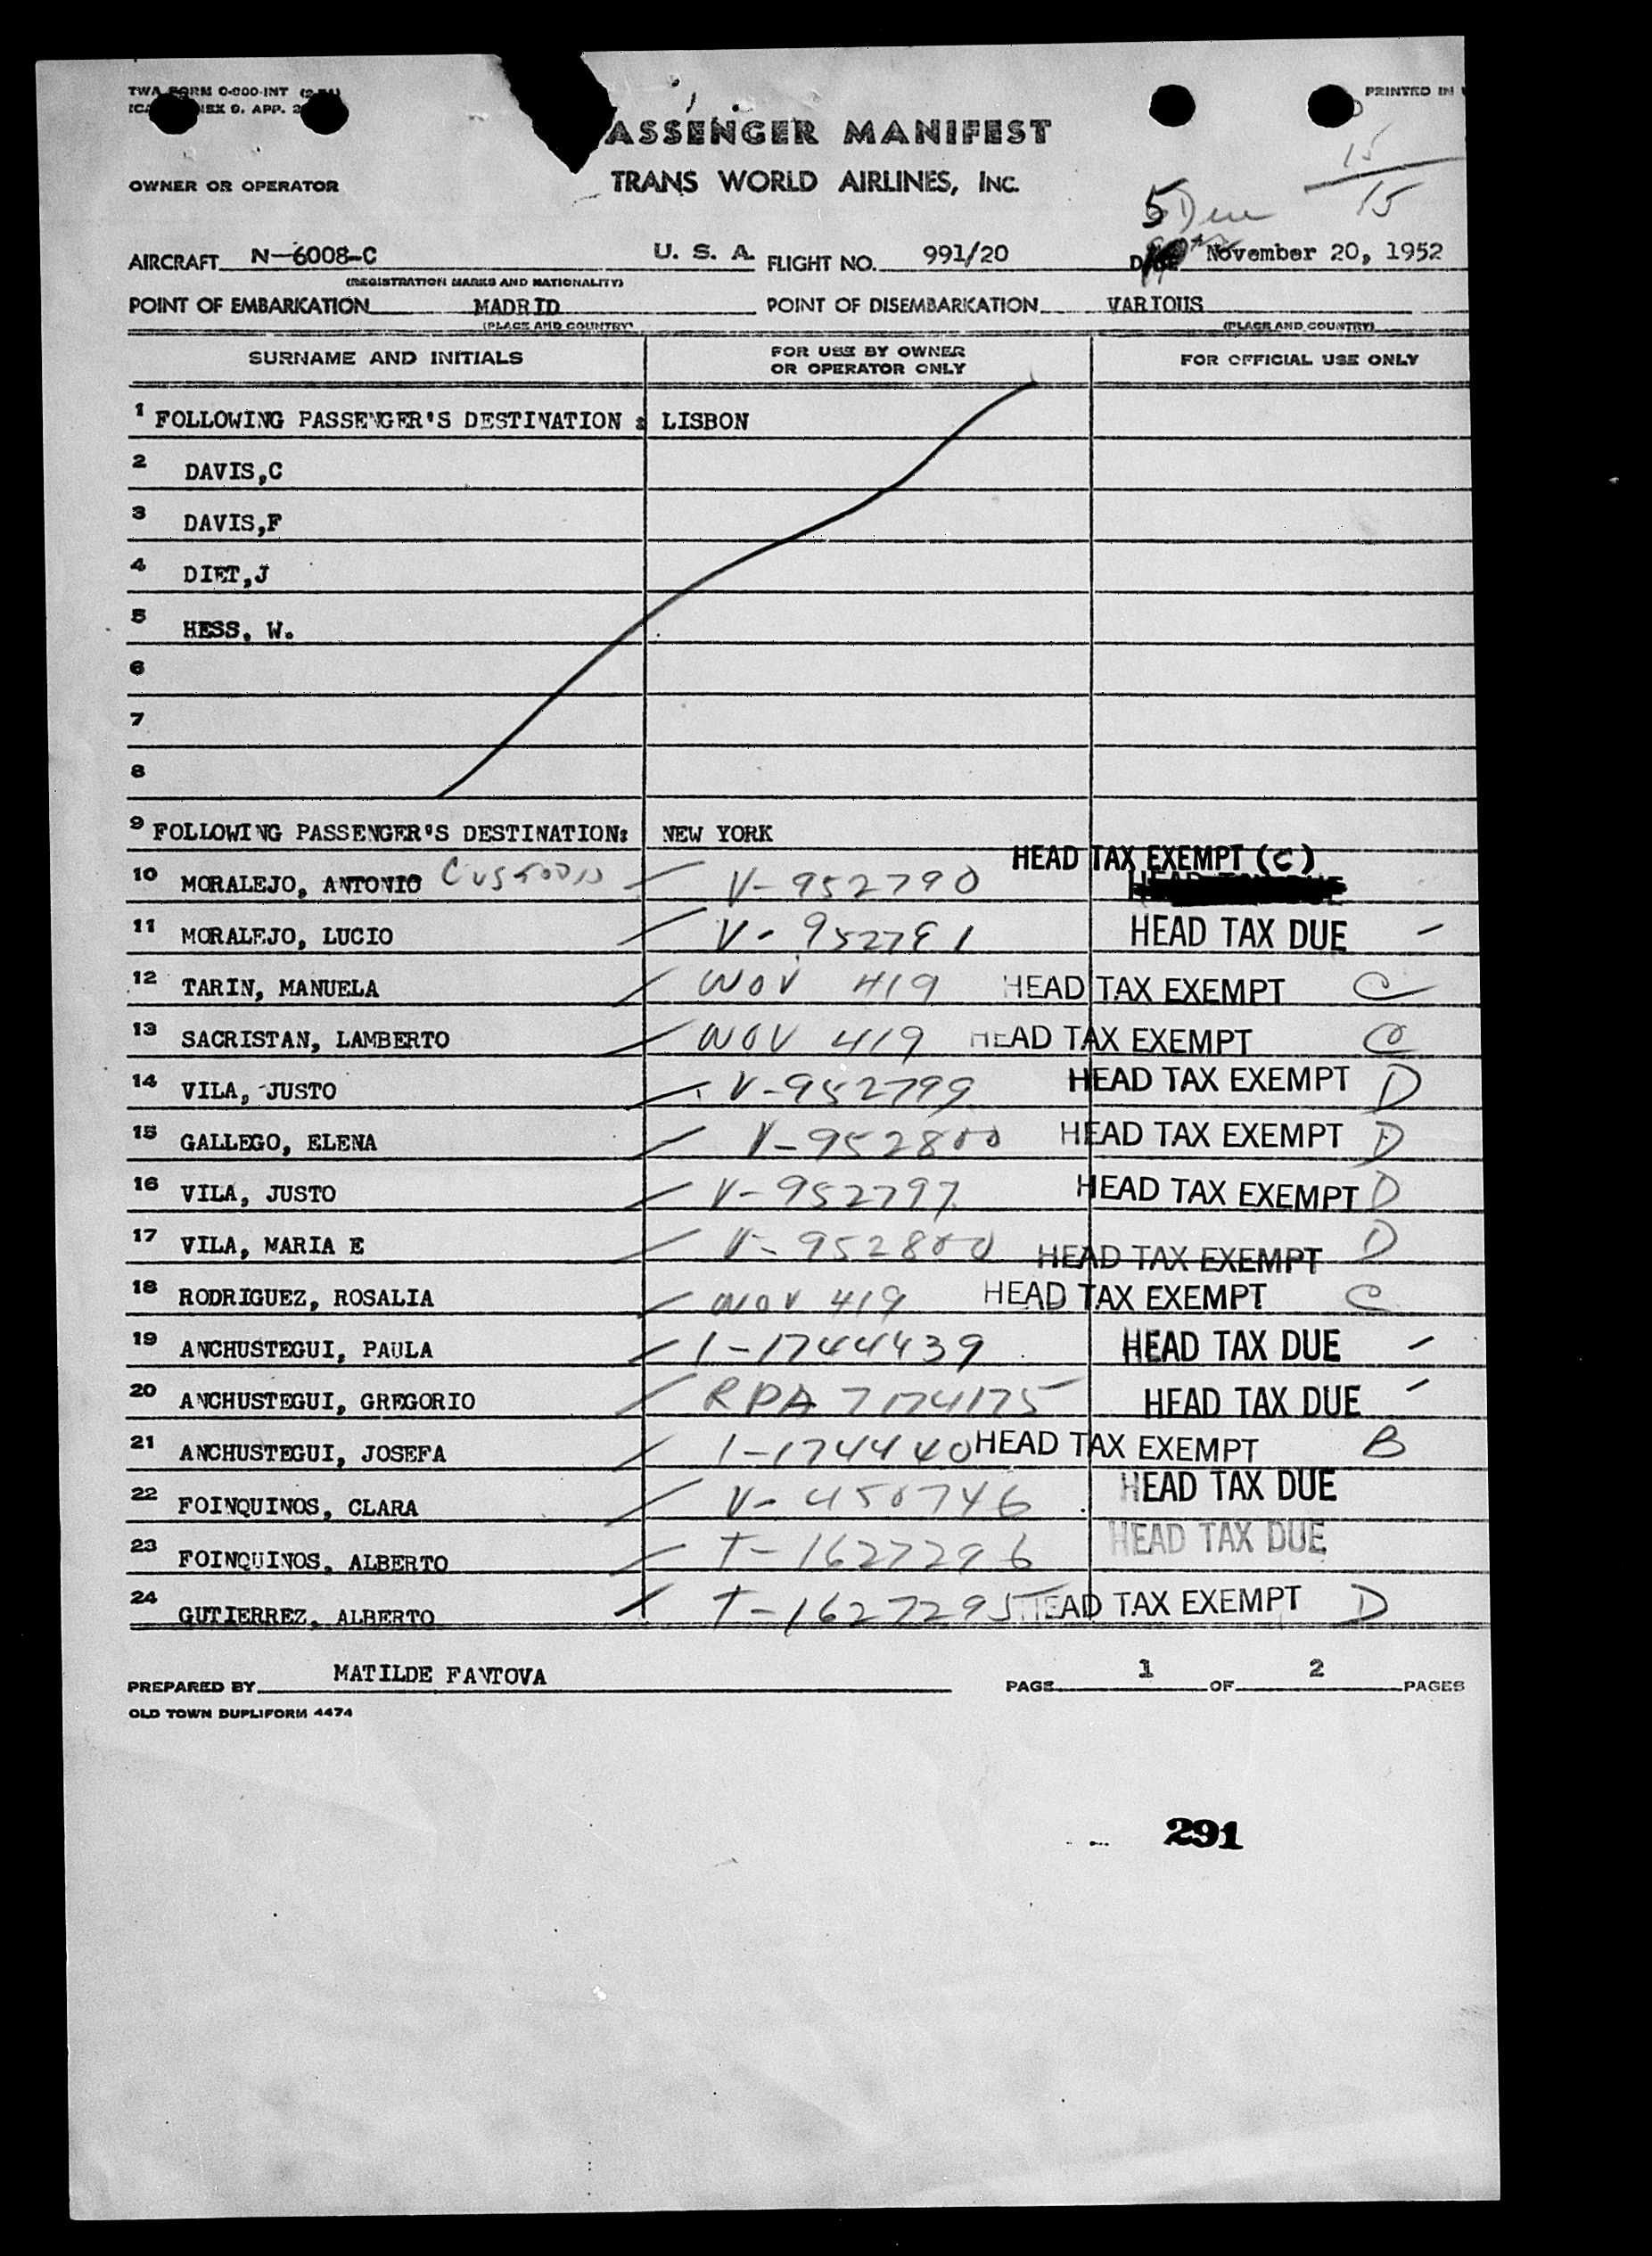 TWA FORM
APP. 2
PRINTED IN
ASSENGER MANIFEST
15
15
OWNER OR OPERATOR
TRANS WORLD AIRLINES, INC.
5 Due
AIRCRAFT N-6008-C U. S. A. FLIGHT NO. 991/20 November 20, 1952
(REGISTRATION MARKS AND NATIONALITY)
POINT OF EMBARKATION MADRID POINT OF DISEMBARKATION VARIOUS
(PLACE AND COUNTRY) (PLACE AND COUNTRY)
SURNAME AND INITIALS FOR USE BY OWNER OR OPERATOR ONLY FOR OFFICIAL USE ONLY
1 FOLLOWING PASSENGER'S DESTINATION : LISBON
2 DAVIS,C
3 DAVIS,F
4 DIET,J
5 HESS, W.
6
7
8
9 FOLLOWING PASSENGER'S DESTINATION: NEW YORK
10 MORALEJO, ANTONIO V-952790 HEAD TAX EXEMPT (C)
11 MORALEJO, LUCIO HEAD TAX DUE
12 TARIN, MANUELA NOV 419 HEAD TAX EXEMPT C
13 SACRISTAN, LAMBERTO NOV 419 HEAD TAX EXEMPT C
14 VILA, JUSTO V-952799 HEAD TAX EXEMPT D
15 GALLEGO, ELENA V-952800 HEAD TAX EXEMPT D
16 VILA, JUSTO V-952797 HEAD TAX EXEMPT D
17 VILA, MARIA E V-952800 HEAD TAX EXEMPT D
18 RODRIGUEZ, ROSALIA NOV 419 HEAD TAX EXEMPT C
19 ANCHUSTEGUI, PAULA I-1744439 HEAD TAX DUE
20 ANCHUSTEGUI, GREGORIO RPA 7174175 HEAD TAX DUE
21 ANCHUSTEGUI, JOSEFA I-1744440 HEAD TAX EXEMPT B
22 FOINQUINOS, CLARA V-450746 HEAD TAX DUE
23 FOINQUINOS, ALBERTO T-1627296 HEAD TAX DUE
24 GUTIERREZ, ALBERTO T-1627295 HEAD TAX EXEMPT D
PREPARED BY MATILDE FANTOVA PAGE 1 OF 2 PAGES
OLD TOWN DUPLIFORM 4474
291